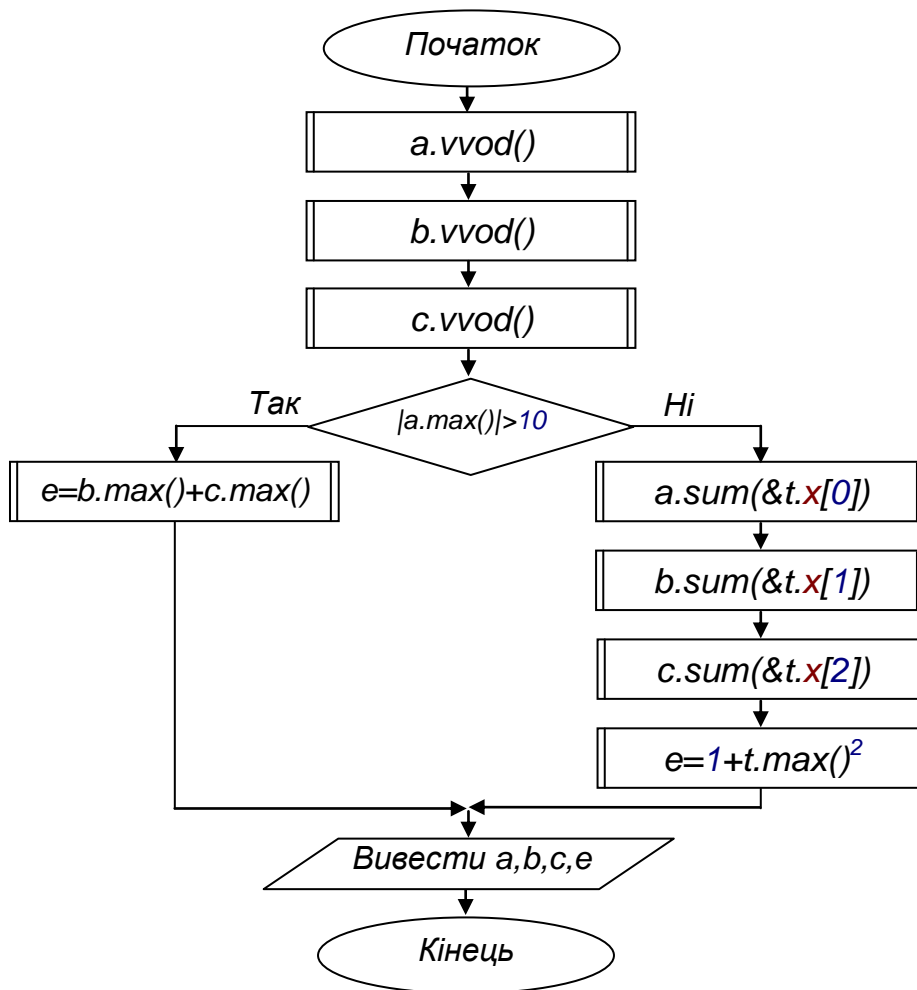 Початок
a.vvod()
b.vvod()
c.vvod()
|a.max()|>10
Так
Ні
e=b.max()+c.max()
a.sum(&t.x[0])
b.sum(&t.x[1])
c.sum(&t.x[2])
e=1+t.max()²
Вивести a,b,c,e
Кінець